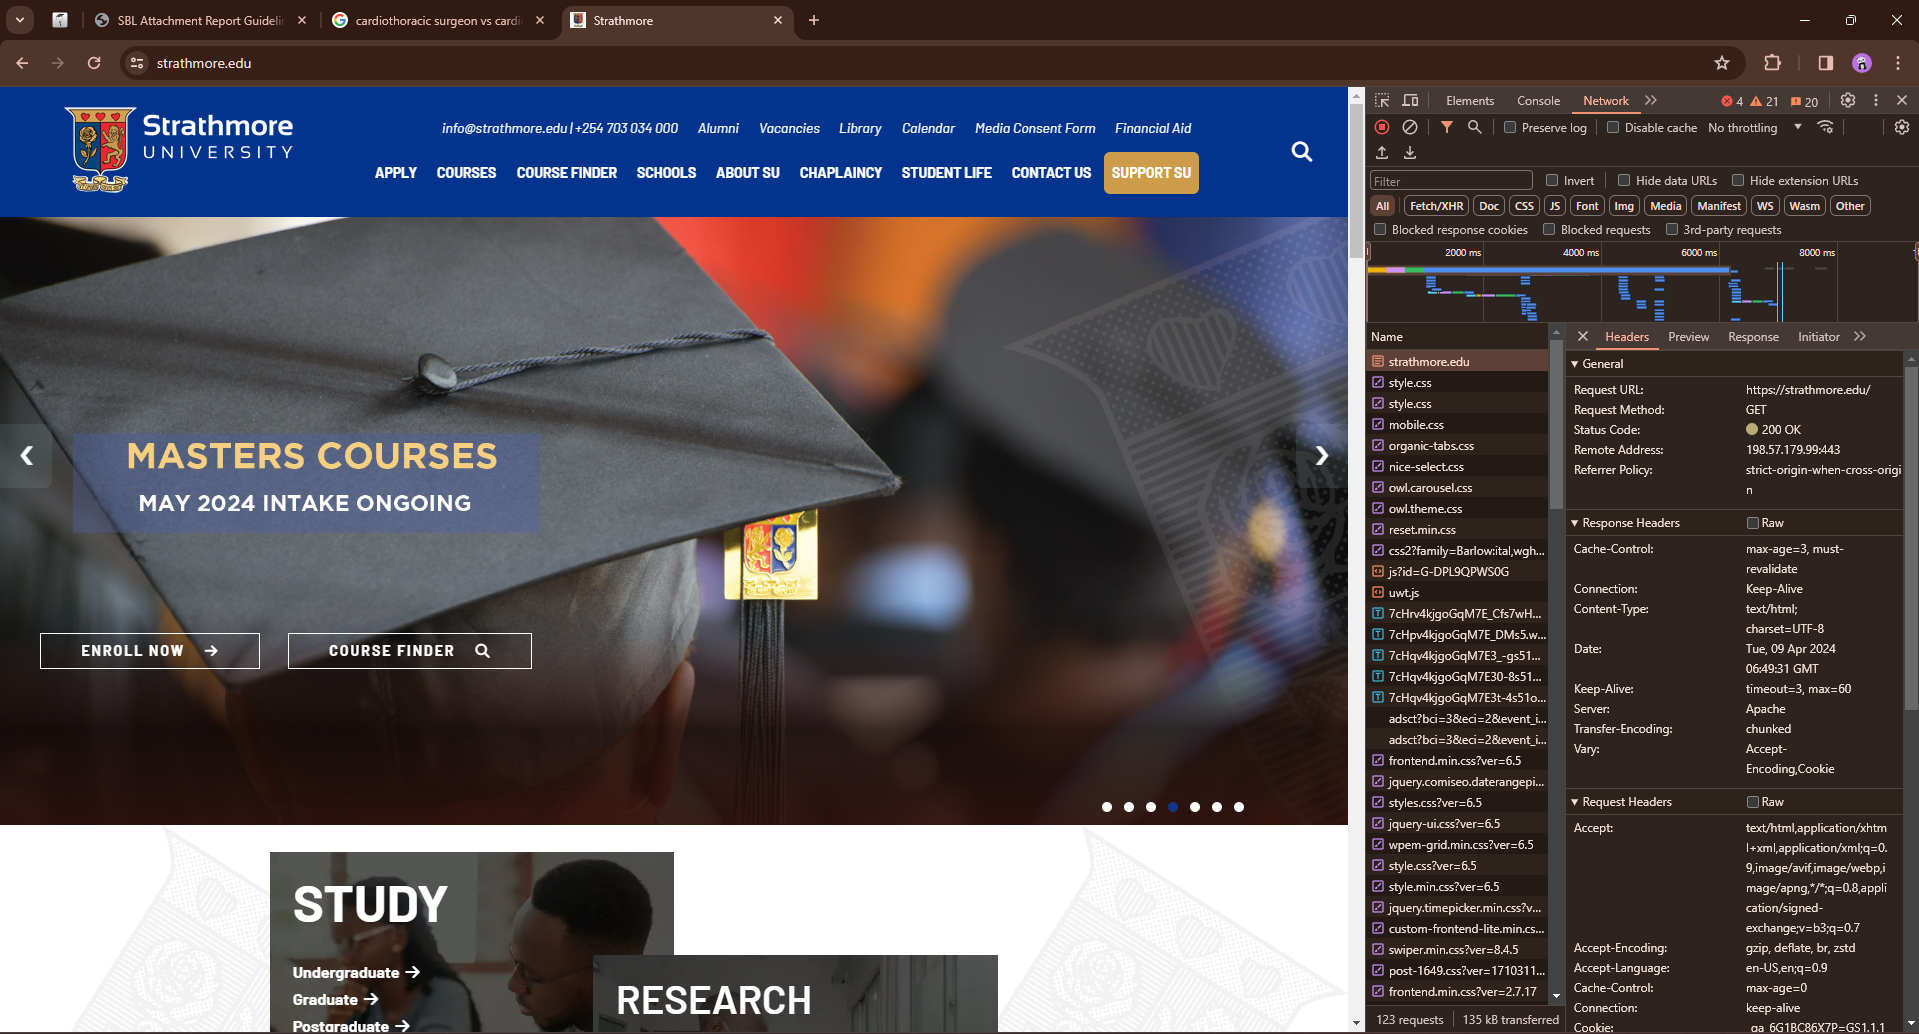 SBL Attachment Report Guideli
cardiothoracic surgeon vs cardi
Strathmore
strathmore.edu
Strathmore
UNIVERSITY
info@strathmore.edu | +254 703 034 000
Alumni
Vacancies
Library
Calendar
Media Consent Form
Financial Aid
APPLY
COURSES
COURSE FINDER
SCHOOLS
ABOUT SU
CHAPLAINCY
STUDENT LIFE
CONTACT US
SUPPORT SU
MASTERS COURSES
MAY 2024 INTAKE ONGOING
ENROLL NOW
COURSE FINDER
STUDY
Undergraduate
Graduate
Postgraduate
RESEARCH
Elements
Console
Network
4
21
20
Preserve log
Disable cache
No throttling
Filter
Invert
Hide data URLs
Hide extension URLs
All
Fetch/XHR
Doc
CSS
JS
Font
Img
Media
Manifest
WS
Wasm
Other
Blocked response cookies
Blocked requests
3rd-party requests
2000 ms
4000 ms
6000 ms
8000 ms
Name
strathmore.edu
style.css
style.css
mobile.css
organic-tabs.css
nice-select.css
owl.carousel.css
owl.theme.css
reset.min.css
css2?family=Barlow:ital,wgh...
js?id=G-DPL9QPWS0G
uwt.js
7cHrv4kjgoGqM7E_Cfs7wH...
7cHpv4kjgoGqM7E_DMs5.w...
7cHqv4kjgoGqM7E3_-gs51...
7cHqv4kjgoGqM7E30-8s51...
7cHqv4kjgoGqM7E3t-4s51o...
adsct?bci=3&eci=2&event_i...
adsct?bci=3&eci=2&event_i...
frontend.min.css?ver=6.5
jquery.comiseo.daterangepi...
styles.css?ver=6.5
jquery-ui.css?ver=6.5
wpem-grid.min.css?ver=6.5
style.css?ver=6.5
style.min.css?ver=6.5
jquery.timepicker.min.css?v...
custom-frontend-lite.min.cs...
swiper.min.css?ver=8.4.5
post-1649.css?ver=1710311...
frontend.min.css?ver=2.7.17
123 requests
135 kB transferred
Headers
Preview
Response
Initiator
General
Request URL:
https://strathmore.edu/
Request Method:
GET
Status Code:
200 OK
Remote Address:
198.57.179.99:443
Referrer Policy:
strict-origin-when-cross-origi
n
Response Headers
Raw
Cache-Control:
max-age=3, must-
revalidate
Connection:
Keep-Alive
Content-Type:
text/html;
charset=UTF-8
Date:
Tue, 09 Apr 2024
06:49:31 GMT
Keep-Alive:
timeout=3, max=60
Server:
Apache
Transfer-Encoding:
chunked
Vary:
Accept-
Encoding,Cookie
Request Headers
Raw
Accept:
text/html,application/xhtm
l+xml,application/xml;q=0.
9,image/avif,image/webp,i
mage/apng,*/*;q=0.8,appli
cation/signed-
exchange;v=b3;q=0.7
Accept-Encoding:
gzip, deflate, br, zstd
Accept-Language:
en-US,en;q=0.9
Cache-Control:
max-age=0
Connection:
keep-alive
Cookie:
_ga_6G1BC86X7P=GS1.1.1